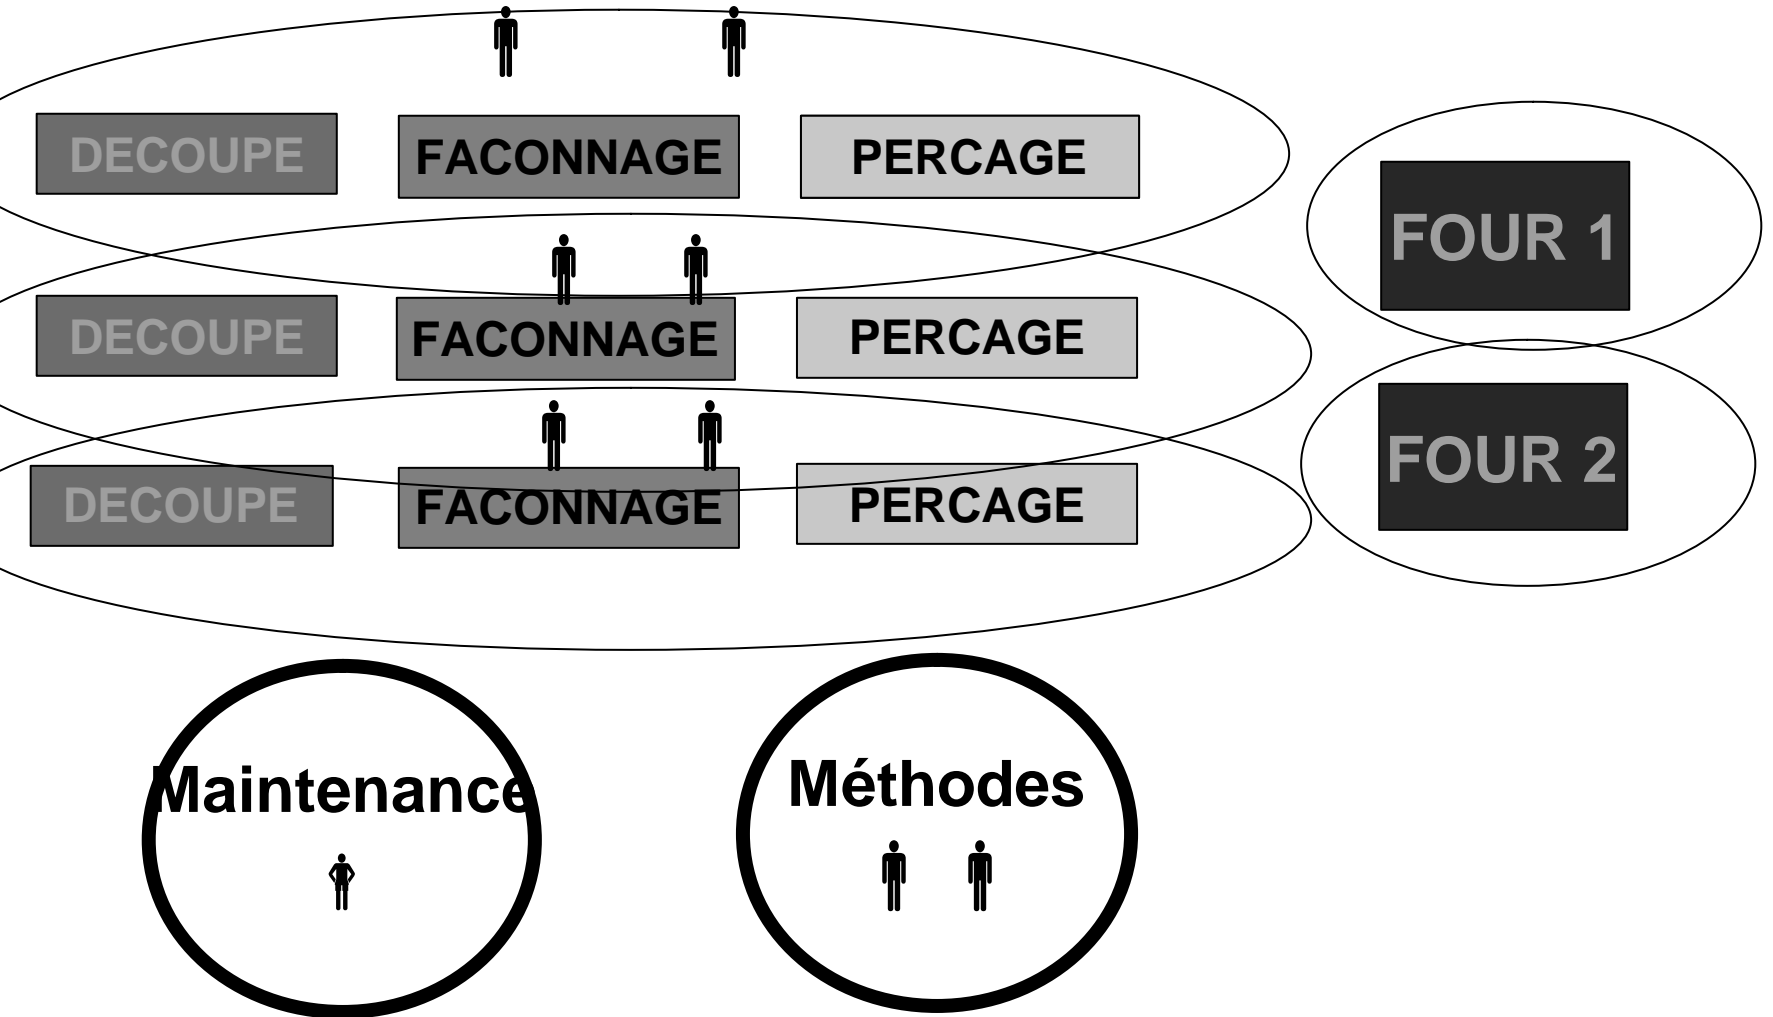 DECOUPE
FACONNAGE
PERCAGE
FOUR 1
DECOUPE
FACONNAGE
PERCAGE
FOUR 2
DECOUPE
FACONNAGE
PERCAGE
Maintenance
Méthodes